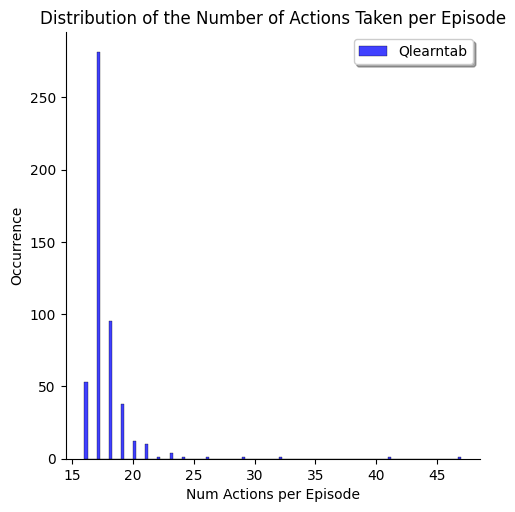 Distribution of the Number of Actions Taken per Episode
Qlearntab
250
200
150
100
50
0
Occurrence
15 20 25 30 35 40 45
Num Actions per Episode